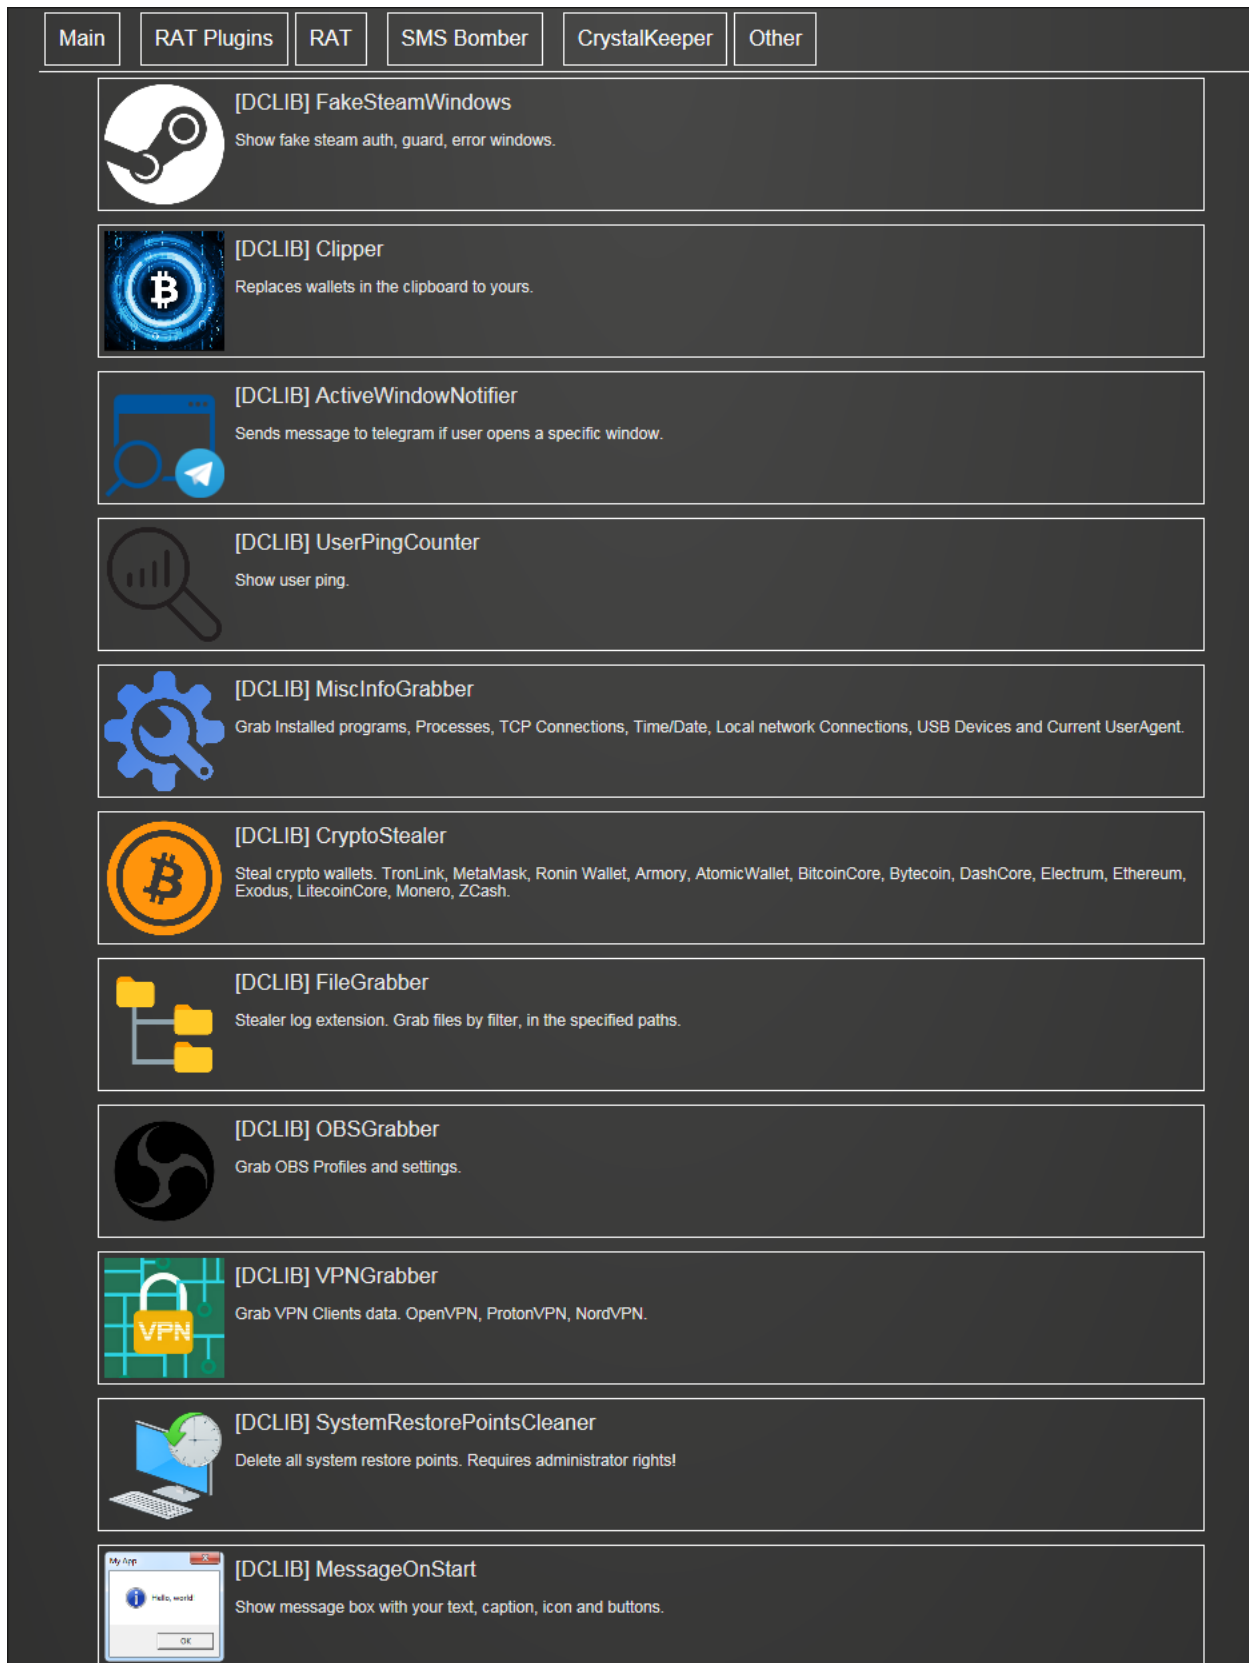 Main RAT Plugins RAT SMS Bomber CrystalKeeper Other
[DCLIB] FakeSteamWindows
Show fake steam auth, guard, error windows.
[DCLIB] Clipper
Replaces wallets in the clipboard to yours.
[DCLIB] ActiveWindowNotifier
Sends message to telegram if user opens a specific window.
[DCLIB] UserPingCounter
Show user ping.
[DCLIB] MiscInfoGrabber
Grab Installed programs, Processes, TCP Connections, Time/Date, Local network Connections, USB Devices and Current UserAgent.
[DCLIB] CryptoStealer
Steal crypto wallets. TronLink, MetaMask, Ronin Wallet, Armory, AtomicWallet, BitcoinCore, Bytecoin, DashCore, Electrum, Ethereum,
Exodus, LitecoinCore, Monero, ZCash.
[DCLIB] FileGrabber
Stealer log extension. Grab files by filter, in the specified paths.
[DCLIB] OBSGrabber
Grab OBS Profiles and settings.
VPN
[DCLIB] VPNGrabber
Grab VPN Clients data. OpenVPN, ProtonVPN, NordVPN.
[DCLIB] SystemRestorePointsCleaner
Delete all system restore points. Requires administrator rights!
My App
Hello, world
OK
[DCLIB] MessageOnStart
Show message box with your text, caption, icon and buttons.